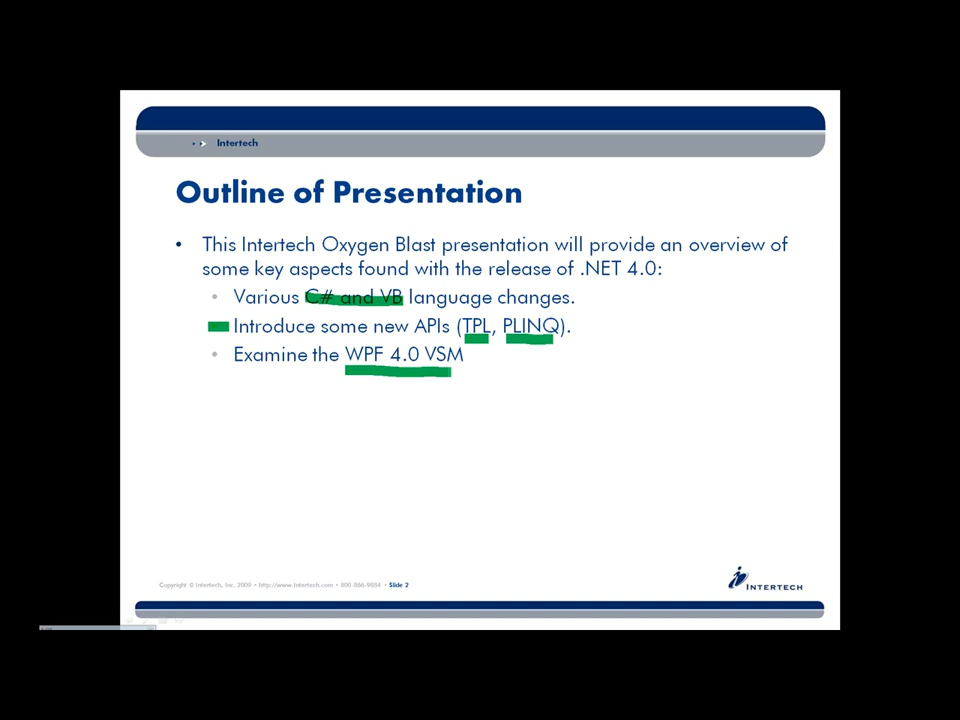 Intertech
Outline of Presentation
• This Intertech Oxygen Blast presentation will provide an overview of
some key aspects found with the release of .NET 4.0:
• Various C# and VB language changes.
Introduce some new APIs (TPL, PLINQ).
• Examine the WPF 4.0 VSM
Copyright © Intertech, Inc. 2009 • http://www.Intertech.com • 800-866-9884 • Slide 2
INTERTECH